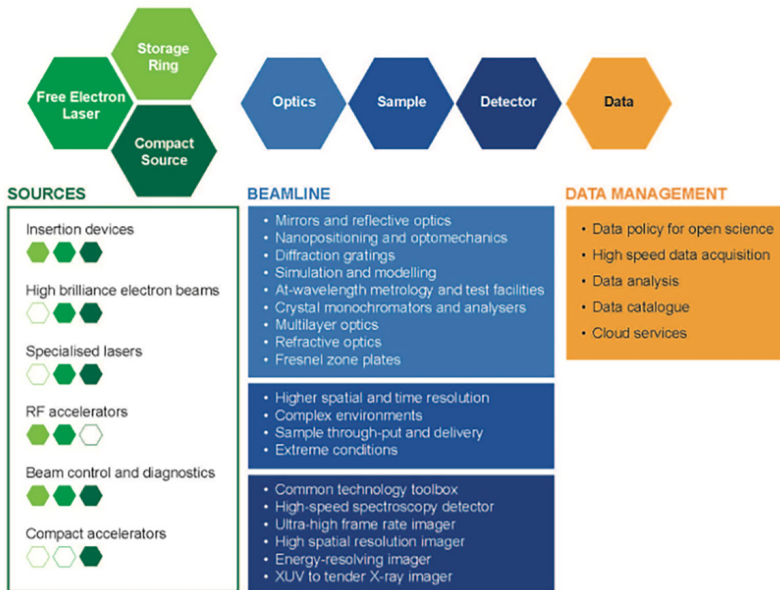 Storage
Ring
Free Electron
Laser
Compact
Source
Optics
Sample
Detector
Data
SOURCES
Insertion devices
High brilliance electron beams
Specialised lasers
RF accelerators
Beam control and diagnostics
Compact accelerators
BEAMLINE
• Mirrors and reflective optics
• Nanopositioning and optomechanics
• Diffraction gratings
• Simulation and modelling
• At-wavelength metrology and test facilities
• Crystal monochromators and analysers
• Multilayer optics
• Refractive optics
• Fresnel zone plates
• Higher spatial and time resolution
• Complex environments
• Sample through-put and delivery
• Extreme conditions
• Common technology toolbox
• High-speed spectroscopy detector
• Ultra-high frame rate imager
• High spatial resolution imager
• Energy-resolving imager
• XUV to tender X-ray imager
DATA MANAGEMENT
• Data policy for open science
• High speed data acquisition
• Data analysis
• Data catalogue
• Cloud services